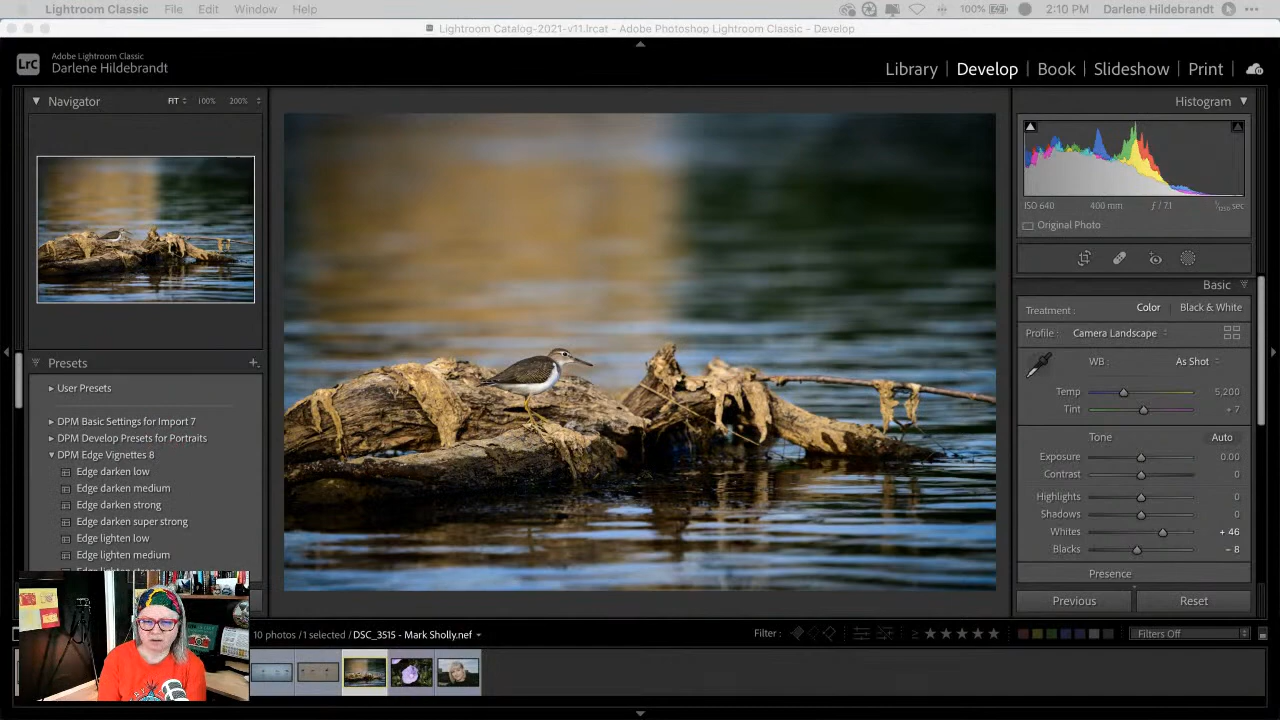 Lightroom Classic File Edit Window Help 100% 2:10 PM Darlene Hildebrandt
Lightroom Catalog-2021-v11.lrcat - Adobe Photoshop Lightroom Classic - Develop
LrC
Adobe Lightroom Classic
Darlene Hildebrandt
Library | Develop | Book | Slideshow | Print
Navigator FIT 100% 200%
Presets
User Presets
DPM Basic Settings for Import 7
DPM Develop Presets for Portraits
DPM Edge Vignettes 8
Edge darken low
Edge darken medium
Edge darken strong
Edge darken super strong
Edge lighten low
Edge lighten medium
Histogram
ISO 640 400 mm ƒ / 7.1 1/1250 sec
Original Photo
Basic
Treatment : Color | Black & White
Profile : Camera Landscape
WB : As Shot
Temp 5,200
Tint + 7
Tone Auto
Exposure 0.00
Contrast 0
Highlights 0
Shadows 0
Whites + 46
Blacks - 8
Presence
Previous Reset
10 photos / 1 selected / DSC_3515 - Mark Sholly.nef
Filter : ≥ ★★★★★ Filters Off